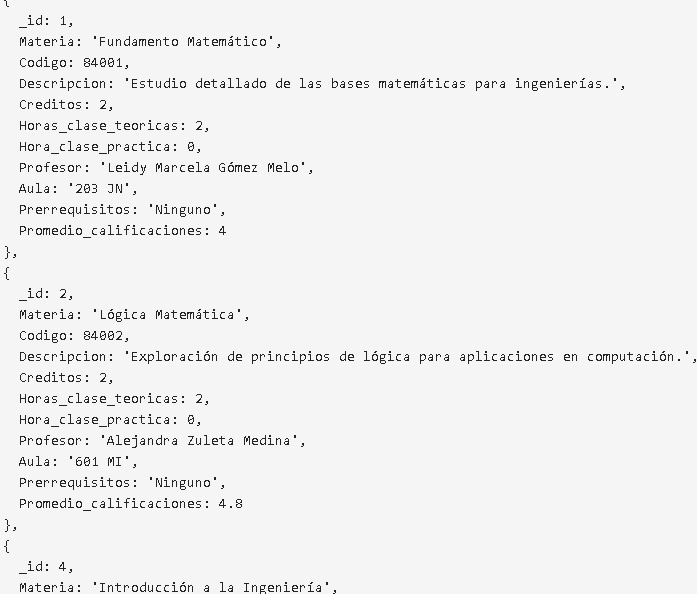 {
_id: 1,
Materia: 'Fundamento Matemático',
Codigo: 84001,
Descripcion: 'Estudio detallado de las bases matemáticas para ingenierías.',
Creditos: 2,
Horas_clase_teoricas: 2,
Hora_clase_practica: 0,
Profesor: 'Leidy Marcela Gómez Melo',
Aula: '203 JN',
Prerrequisitos: 'Ninguno',
Promedio_calificaciones: 4
},
{
_id: 2,
Materia: 'Lógica Matemática',
Codigo: 84002,
Descripcion: 'Exploración de principios de lógica para aplicaciones en computación.',
Creditos: 2,
Horas_clase_teoricas: 2,
Hora_clase_practica: 0,
Profesor: 'Alejandra Zuleta Medina',
Aula: '601 MI',
Prerrequisitos: 'Ninguno',
Promedio_calificaciones: 4.8
},
{
_id: 4,
Materia: 'Introducción a la Ingeniería',